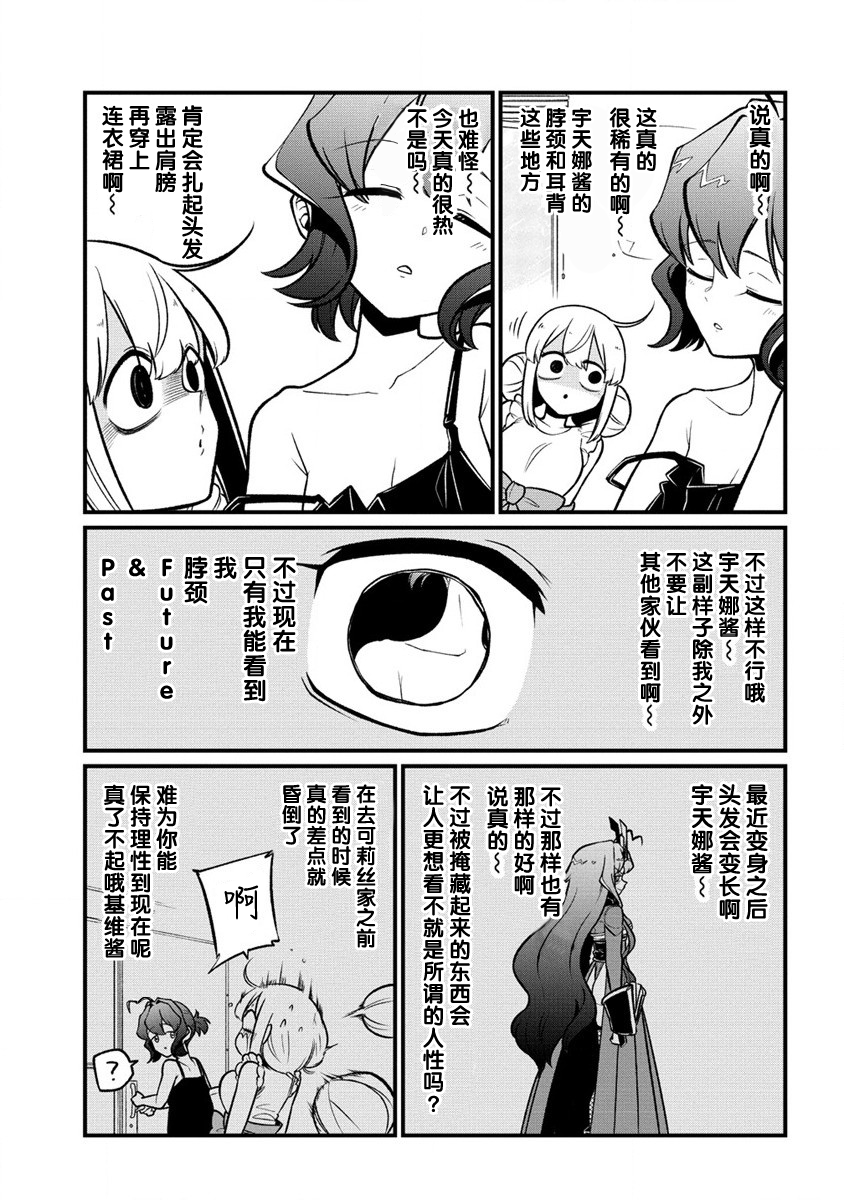 说真的啊～
这真的
很稀有的啊～
宇天娜酱的
脖颈和耳背
这些地方
也难怪～
今天真的很热
不是吗～
肯定会扎起头发
露出肩膀
再穿上
连衣裙啊～
不过这样不行哦
宇天娜酱～
这副样子除我之外
不要让
其他家伙看到啊～
不过现在
只有我能看到
我
脖颈
Future
&
Past
最近变身之后
头发会变长啊
宇天娜酱～
不过那样也有
那样的好啊
说真的～
不过被掩藏起来的东西会
让人更想看不就是所谓的人性吗？
在去可莉丝家之前
看到的时候
真的差点就
昏倒了
啊
难为你能
保持理性到现在呢
真了不起哦基维酱
？